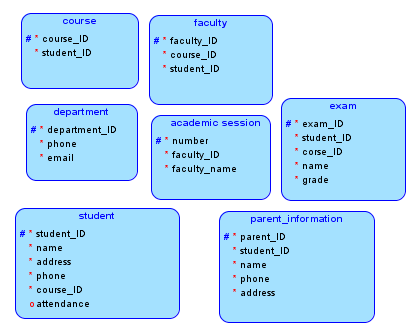 course
# * course_ID
* student_ID
faculty
# * faculty_ID
* course_ID
* student_ID
department
# * department_ID
* phone
* email
academic session
# * number
* faculty_ID
* faculty_name
exam
# * exam_ID
* student_ID
* corse_ID
* name
* grade
student
# * student_ID
* name
* address
* phone
* course_ID
o attendance
parent_information
# * parent_ID
* student_ID
* name
* phone
* address